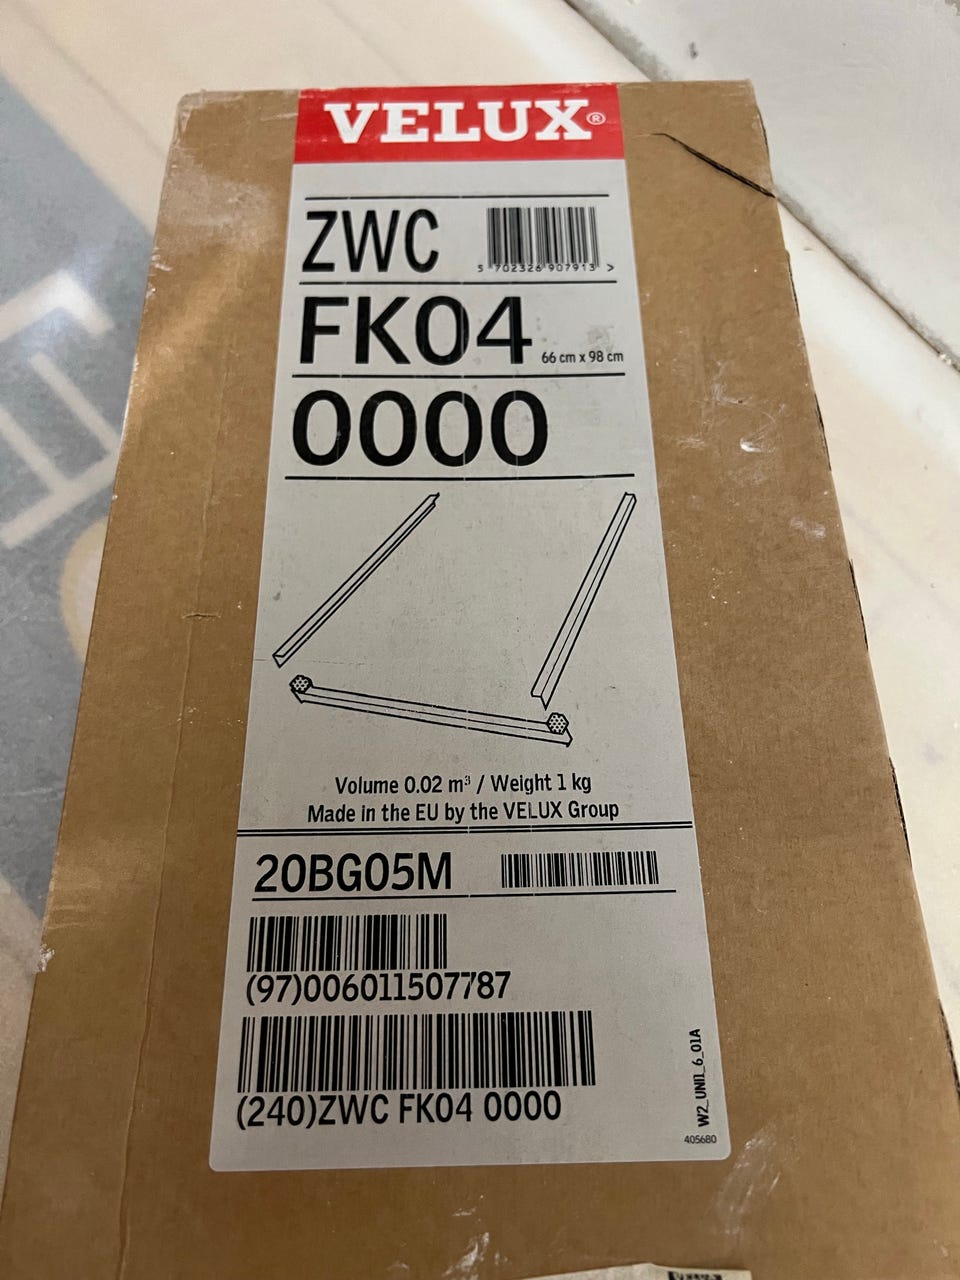 VELUX®
ZWC
5 702326 907913 >
FK04 66 cm x 98 cm
0000
Volume 0.02 m³ / Weight 1 kg
Made in the EU by the VELUX Group
20BG05M
(97)006011507787
(240)ZWC FK04 0000
W2_UNI1_6_01A
405680